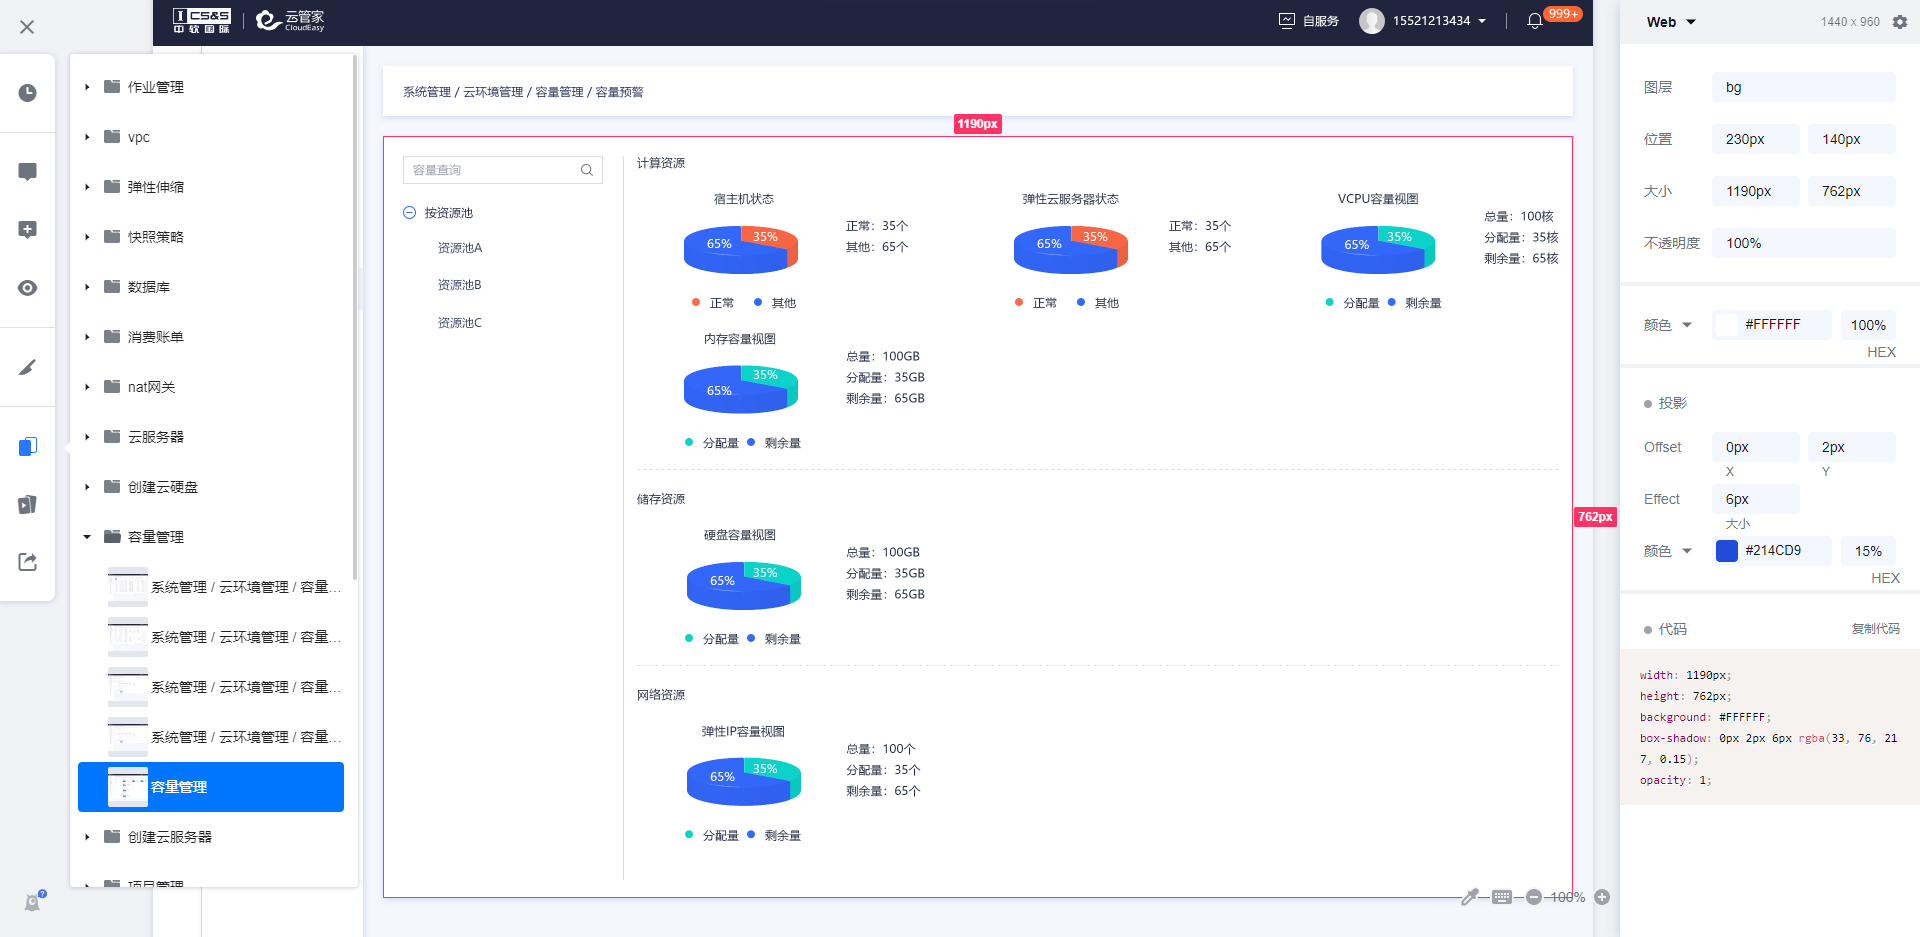 CS&S
中软国际
云管家
CloudEasy
自服务
15521213434
999+
Web
1440 x 960
作业管理
vpc
弹性伸缩
快照策略
数据库
消费账单
nat网关
云服务器
创建云硬盘
容量管理
系统管理 / 云环境管理 / 容量...
系统管理 / 云环境管理 / 容量...
系统管理 / 云环境管理 / 容量...
系统管理 / 云环境管理 / 容量...
容量管理
创建云服务器
项目管理
系统管理 / 云环境管理 / 容量管理 / 容量预警
1190px
762px
容量查询
按资源池
资源池A
资源池B
资源池C
计算资源
宿主机状态
65%
35%
正常：35个
其他：65个
正常
其他
弹性云服务器状态
65%
35%
正常：35个
其他：65个
正常
其他
VCPU容量视图
65%
35%
总量：100核
分配量：35核
剩余量：65核
分配量
剩余量
内存容量视图
65%
35%
总量：100GB
分配量：35GB
剩余量：65GB
分配量
剩余量
储存资源
硬盘容量视图
65%
35%
总量：100GB
分配量：35GB
剩余量：65GB
分配量
剩余量
网络资源
弹性IP容量视图
65%
35%
总量：100个
分配量：35个
剩余量：65个
分配量
剩余量
100%
图层
bg
位置
230px
140px
大小
1190px
762px
不透明度
100%
颜色
#FFFFFF
100%
HEX
投影
Offset
0px
2px
X
Y
Effect
6px
大小
颜色
#214CD9
15%
HEX
代码
复制代码
width: 1190px;
height: 762px;
background: #FFFFFF;
box-shadow: 0px 2px 6px rgba(33, 76, 21
7, 0.15);
opacity: 1;